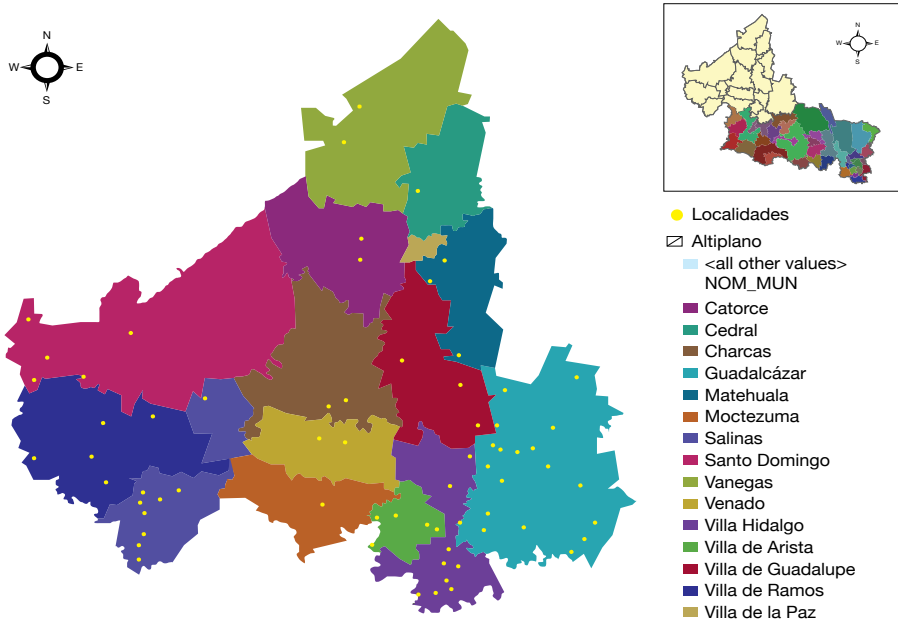 N
W E
S
N
W E
S
Localidades
Altiplano
<all other values>
NOM_MUN
Catorce
Cedral
Charcas
Guadalcázar
Matehuala
Moctezuma
Salinas
Santo Domingo
Vanegas
Venado
Villa Hidalgo
Villa de Arista
Villa de Guadalupe
Villa de Ramos
Villa de la Paz